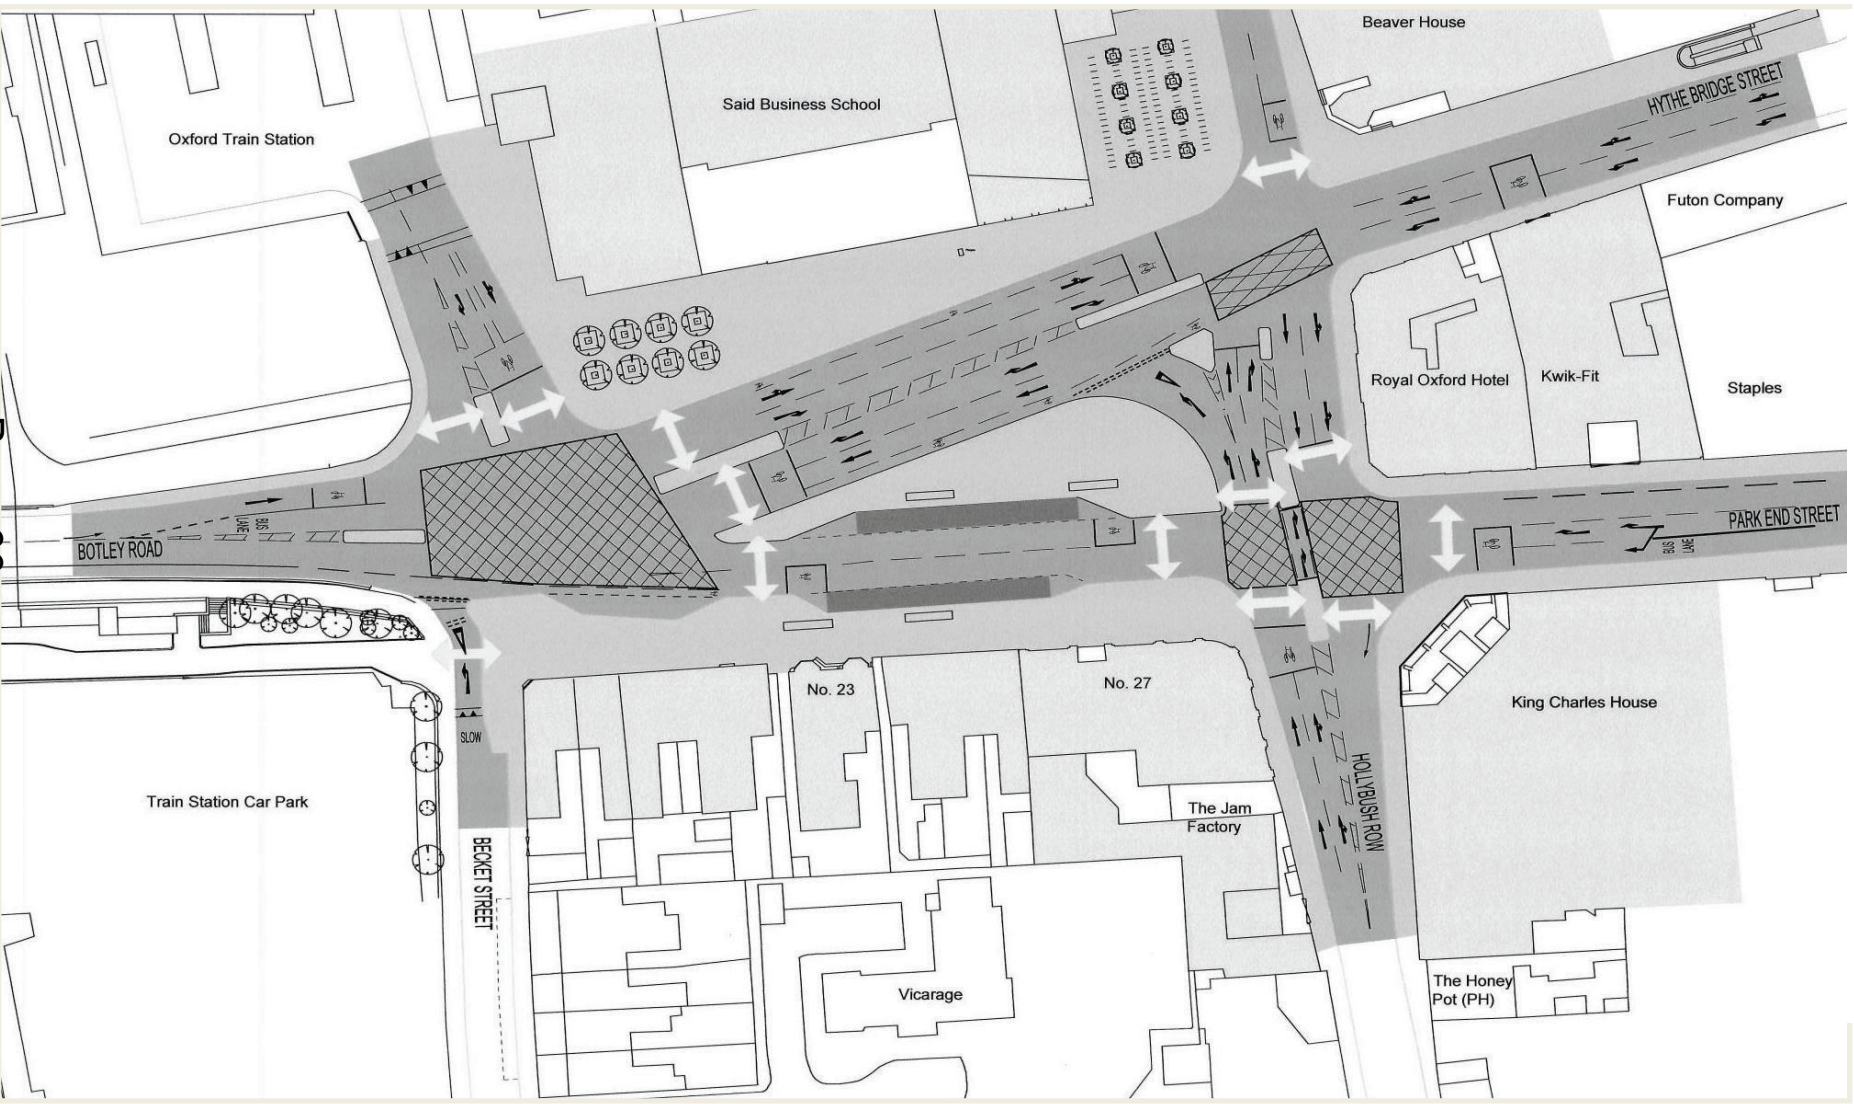 Beaver House
HYTHE BRIDGE STREET
Said Business School
Oxford Train Station
Futon Company
Royal Oxford Hotel
Kwik-Fit
Staples
BUS
LANE
BOTLEY ROAD
PARK END STREET
BUS
LANE
No. 23
No. 27
King Charles House
SLOW
Train Station Car Park
The Jam
Factory
HOLLYBUSH ROW
BECKET STREET
Vicarage
The Honey
Pot (PH)